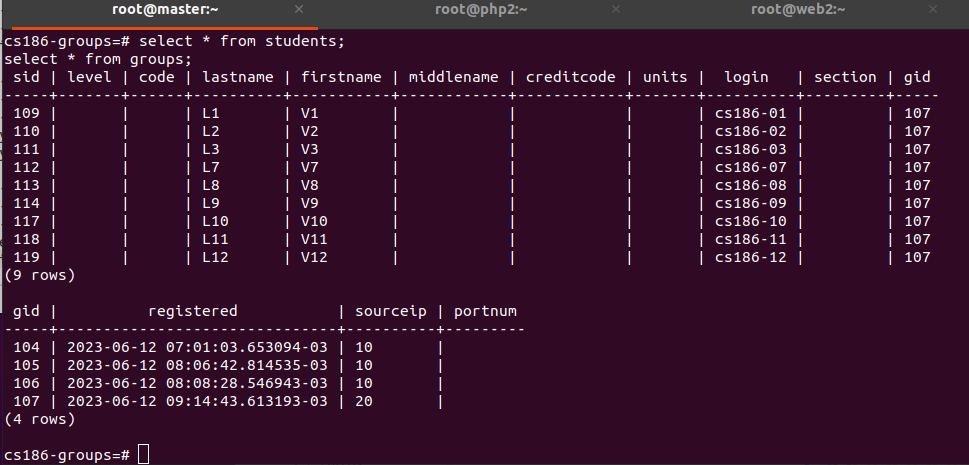 root@master:~ × root@php2:~ × root@web2:~ ×
cs186-groups=# select * from students;
select * from groups;
 sid | level | code | lastname | firstname | middlename | creditcode | units |  login   | section | gid
-----+-------+------+----------+-----------+------------+------------+-------+----------+---------+-----
 109 |       |      | L1       | V1        |            |            |       | cs186-01 |         | 107
 110 |       |      | L2       | V2        |            |            |       | cs186-02 |         | 107
 111 |       |      | L3       | V3        |            |            |       | cs186-03 |         | 107
 112 |       |      | L7       | V7        |            |            |       | cs186-07 |         | 107
 113 |       |      | L8       | V8        |            |            |       | cs186-08 |         | 107
 114 |       |      | L9       | V9        |            |            |       | cs186-09 |         | 107
 117 |       |      | L10      | V10       |            |            |       | cs186-10 |         | 107
 118 |       |      | L11      | V11       |            |            |       | cs186-11 |         | 107
 119 |       |      | L12      | V12       |            |            |       | cs186-12 |         | 107
(9 rows)
 gid |          registered           | sourceip | portnum
-----+-------------------------------+----------+---------
 104 | 2023-06-12 07:01:03.653094-03 | 10       |
 105 | 2023-06-12 08:06:42.814535-03 | 10       |
 106 | 2023-06-12 08:08:28.546943-03 | 10       |
 107 | 2023-06-12 09:14:43.613193-03 | 20       |
(4 rows)
cs186-groups=#